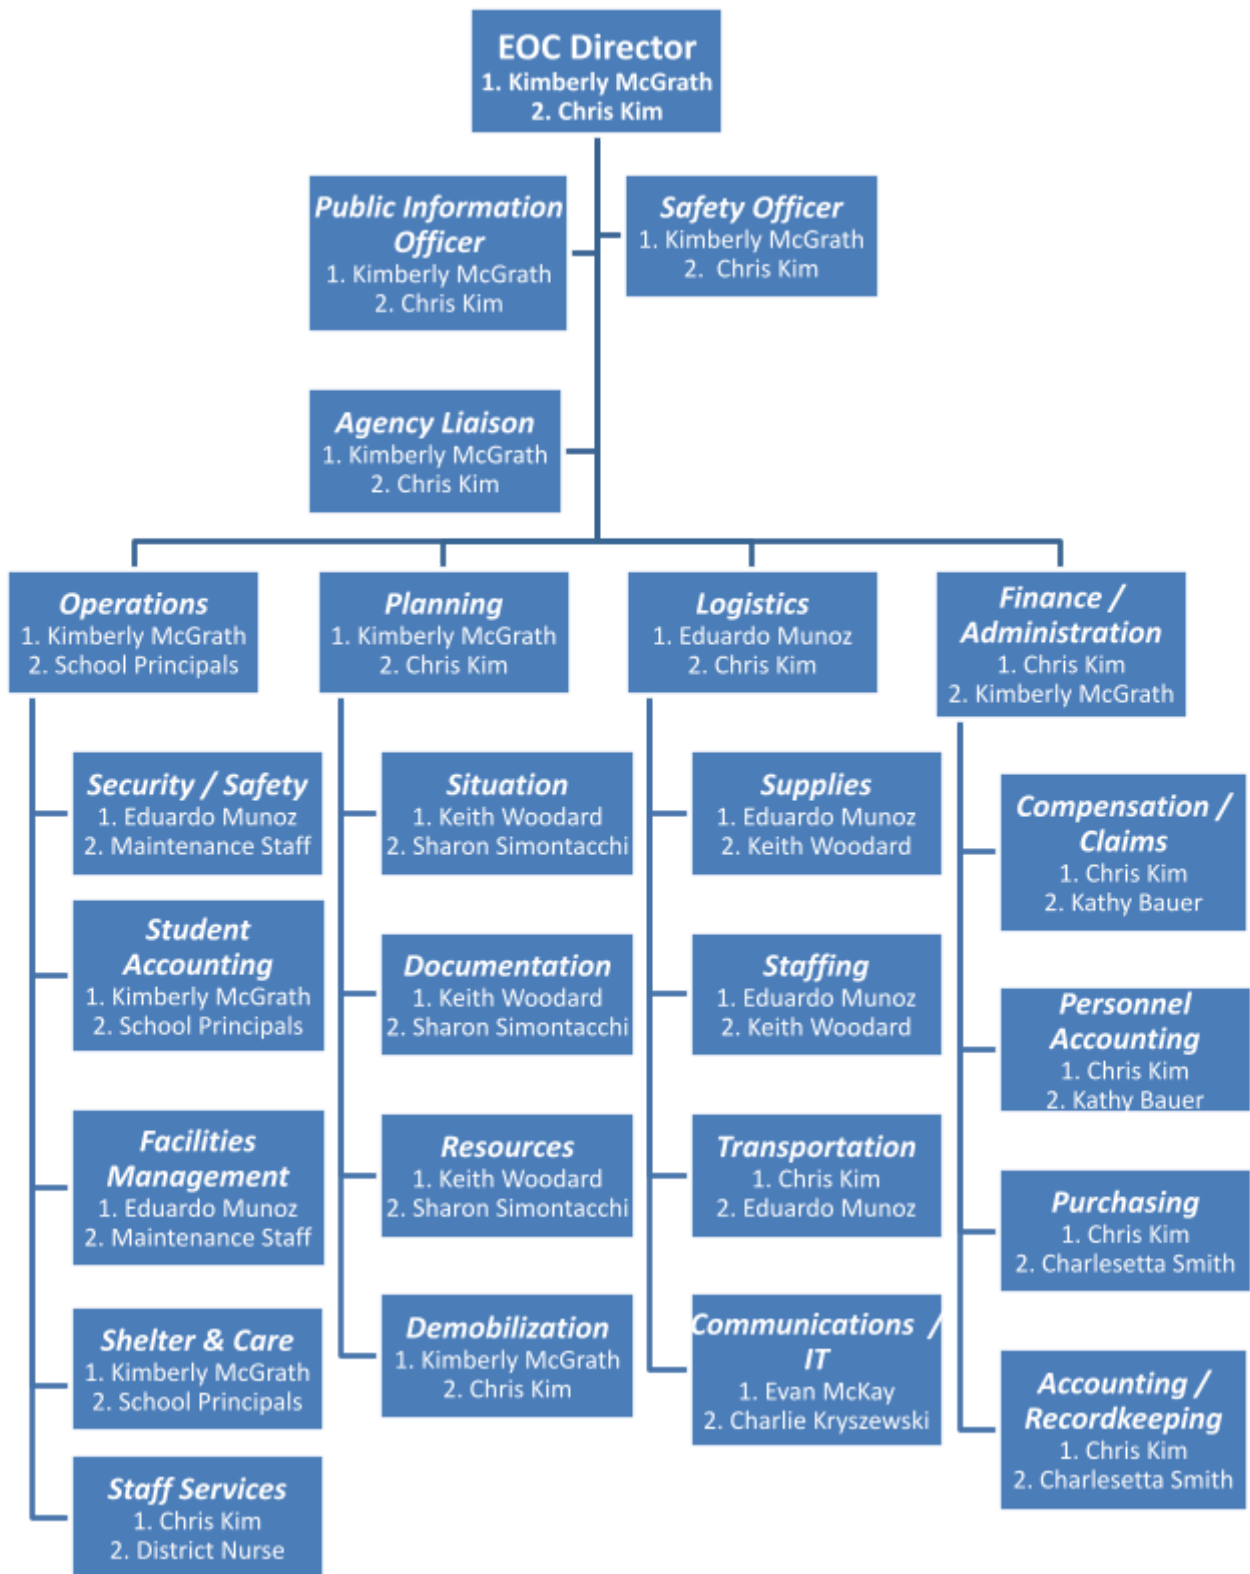 EOC Director
1. Kimberly McGrath
2. Chris Kim
Public Information
Officer
1. Kimberly McGrath
2. Chris Kim
Safety Officer
1. Kimberly McGrath
2. Chris Kim
Agency Liaison
1. Kimberly McGrath
2. Chris Kim
Operations
1. Kimberly McGrath
2. School Principals
Security / Safety
1. Eduardo Munoz
2. Maintenance Staff
Student
Accounting
1. Kimberly McGrath
2. School Principals
Facilities
Management
1. Eduardo Munoz
2. Maintenance Staff
Shelter & Care
1. Kimberly McGrath
2. School Principals
Staff Services
1. Chris Kim
2. District Nurse
Planning
1. Kimberly McGrath
2. Chris Kim
Situation
1. Keith Woodard
2. Sharon Simontacchi
Documentation
1. Keith Woodard
2. Sharon Simontacchi
Resources
1. Keith Woodard
2. Sharon Simontacchi
Demobilization
1. Kimberly McGrath
2. Chris Kim
Logistics
1. Eduardo Munoz
2. Chris Kim
Supplies
1. Eduardo Munoz
2. Keith Woodard
Staffing
1. Eduardo Munoz
2. Keith Woodard
Transportation
1. Chris Kim
2. Eduardo Munoz
Communications /
IT
1. Evan McKay
2. Charlie Kryszewski
Finance /
Administration
1. Chris Kim
2. Kimberly McGrath
Compensation /
Claims
1. Chris Kim
2. Kathy Bauer
Personnel
Accounting
1. Chris Kim
2. Kathy Bauer
Purchasing
1. Chris Kim
2. Charlesetta Smith
Accounting /
Recordkeeping
1. Chris Kim
2. Charlesetta Smith